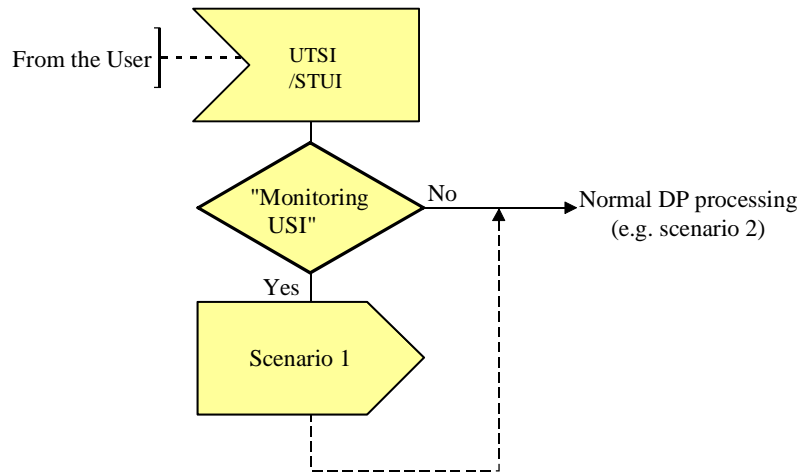 From the User
UTSI
/STUI
"Monitoring
USI"
No
Normal DP processing
(e.g. scenario 2)
Yes
Scenario 1